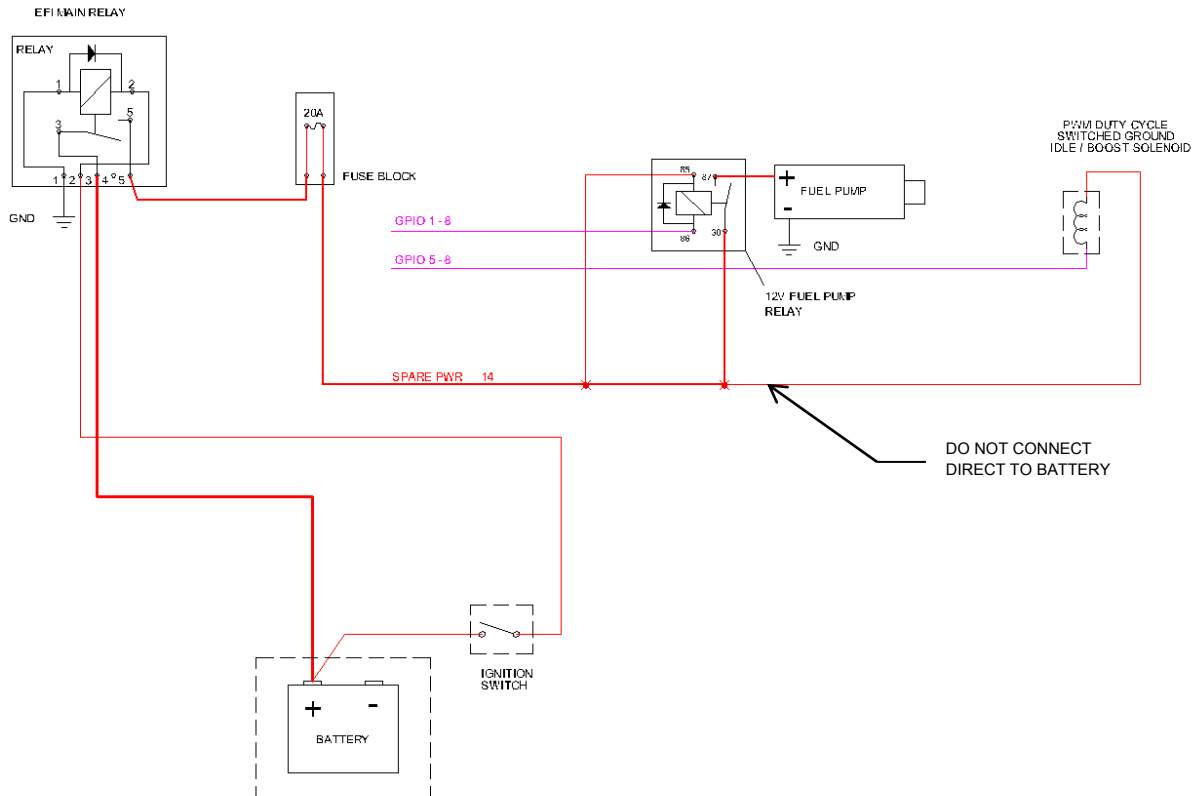 EFI MAIN RELAY
RELAY
1
2
3
5
1 2 3 4 5
GND
20A
FUSE BLOCK
GPIO 1 - 8
GPIO 5 - 8
85
87
86
30
+
-
FUEL PUMP
GND
12V FUEL PUMP
RELAY
PWM DUTY CYCLE
SWITCHED GROUND
IDLE / BOOST SOLENOID
SPARE PWR 14
DO NOT CONNECT
DIRECT TO BATTERY
IGNITION
SWITCH
+ -
BATTERY